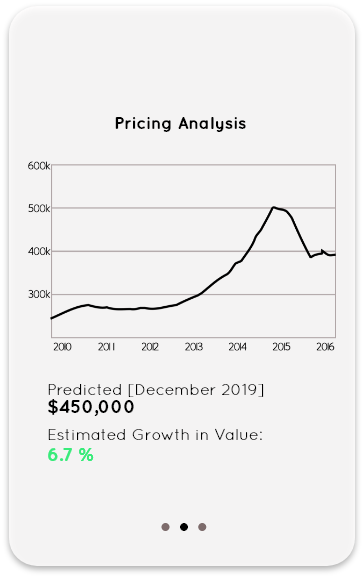 Pricing Analysis
600k
500k
400k
300k
2010 2011 2012 2013 2014 2015 2016
Predicted [December 2019]
$450,000
Estimated Growth in Value:
6.7 %